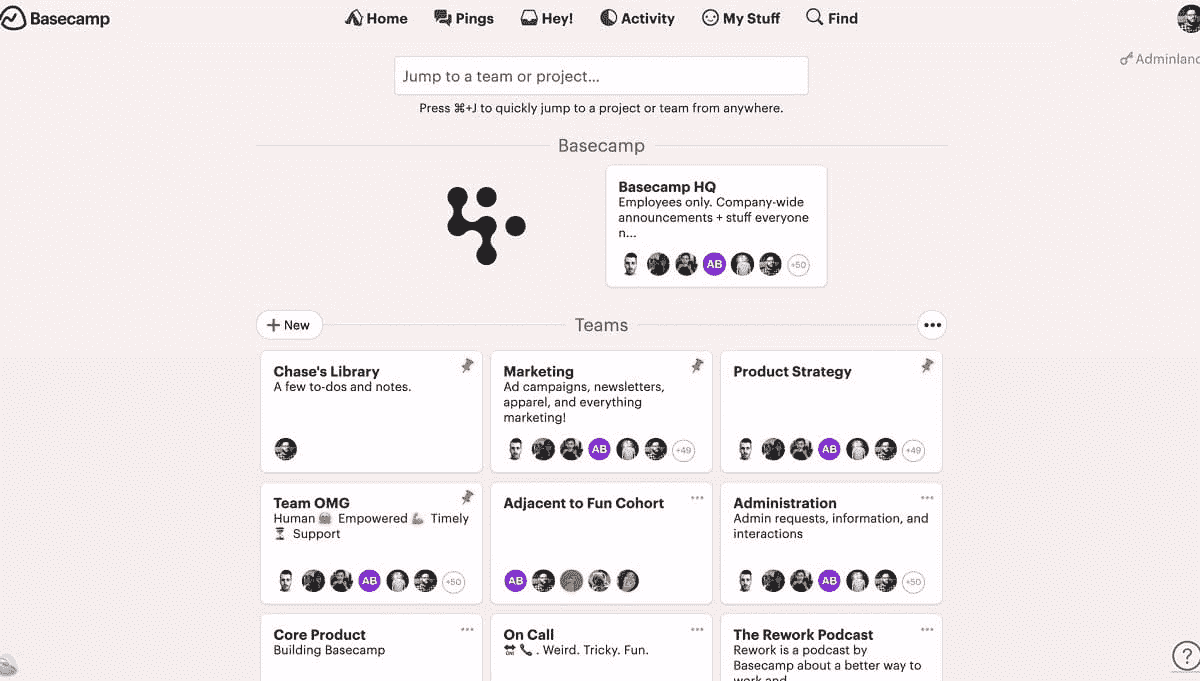 Basecamp
Home Pings Hey! Activity My Stuff Find
Adminland
Jump to a team or project...
Press ⌘+J to quickly jump to a project or team from anywhere.
Basecamp
Basecamp HQ
Employees only. Company-wide
announcements + stuff everyone
n...
AB +50
+ New
Teams
Chase's Library
A few to-dos and notes.
Marketing
Ad campaigns, newsletters,
apparel, and everything
marketing!
AB +49
Product Strategy
AB +49
Team OMG
Human Empowered 💪 Timely
⏳ Support
AB +50
Adjacent to Fun Cohort
AB
Administration
Admin requests, information, and
interactions
AB +50
Core Product
Building Basecamp
On Call
📞 . Weird. Tricky. Fun.
The Rework Podcast
Rework is a podcast by
Basecamp about a better way to
work and
?